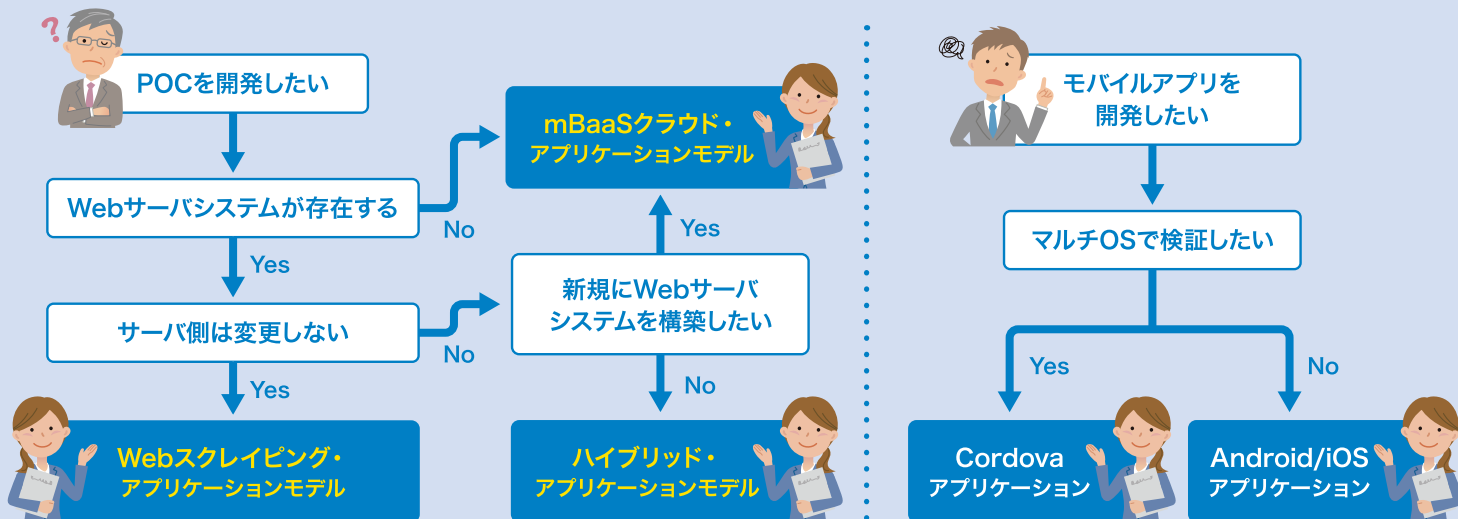 POCを開発したい
Webサーバシステムが存在する
No
Yes
サーバ側は変更しない
No
Yes
Webスクレイピング・
アプリケーションモデル
mBaaSクラウド・
アプリケーションモデル
Yes
新規にWebサーバ
システムを構築したい
No
ハイブリッド・
アプリケーションモデル
モバイルアプリを
開発したい
マルチOSで検証したい
Yes
No
Cordova
アプリケーション
Android/iOS
アプリケーション